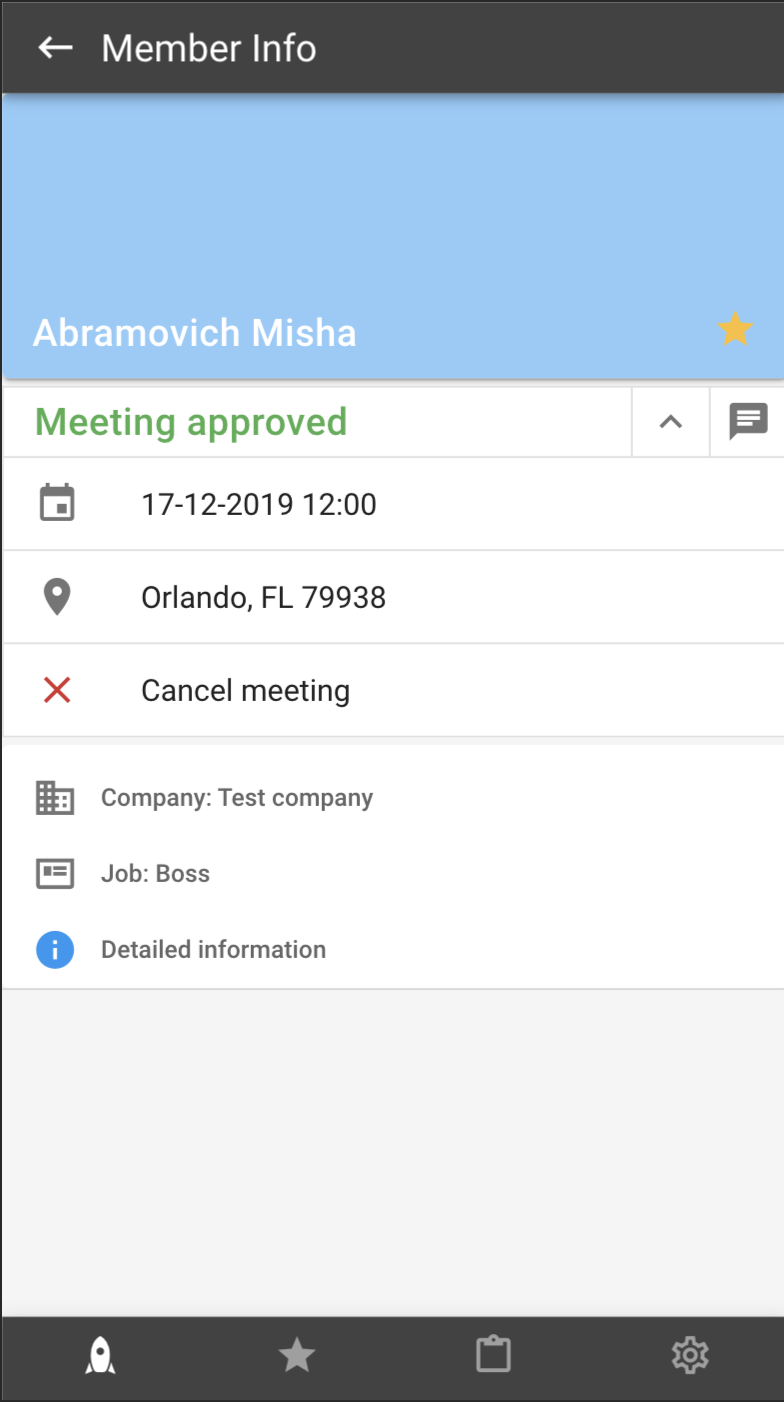 Member Info
Abramovich Misha
Meeting approved
17-12-2019 12:00
Orlando, FL 79938
Cancel meeting
Company: Test company
Job: Boss
Detailed information